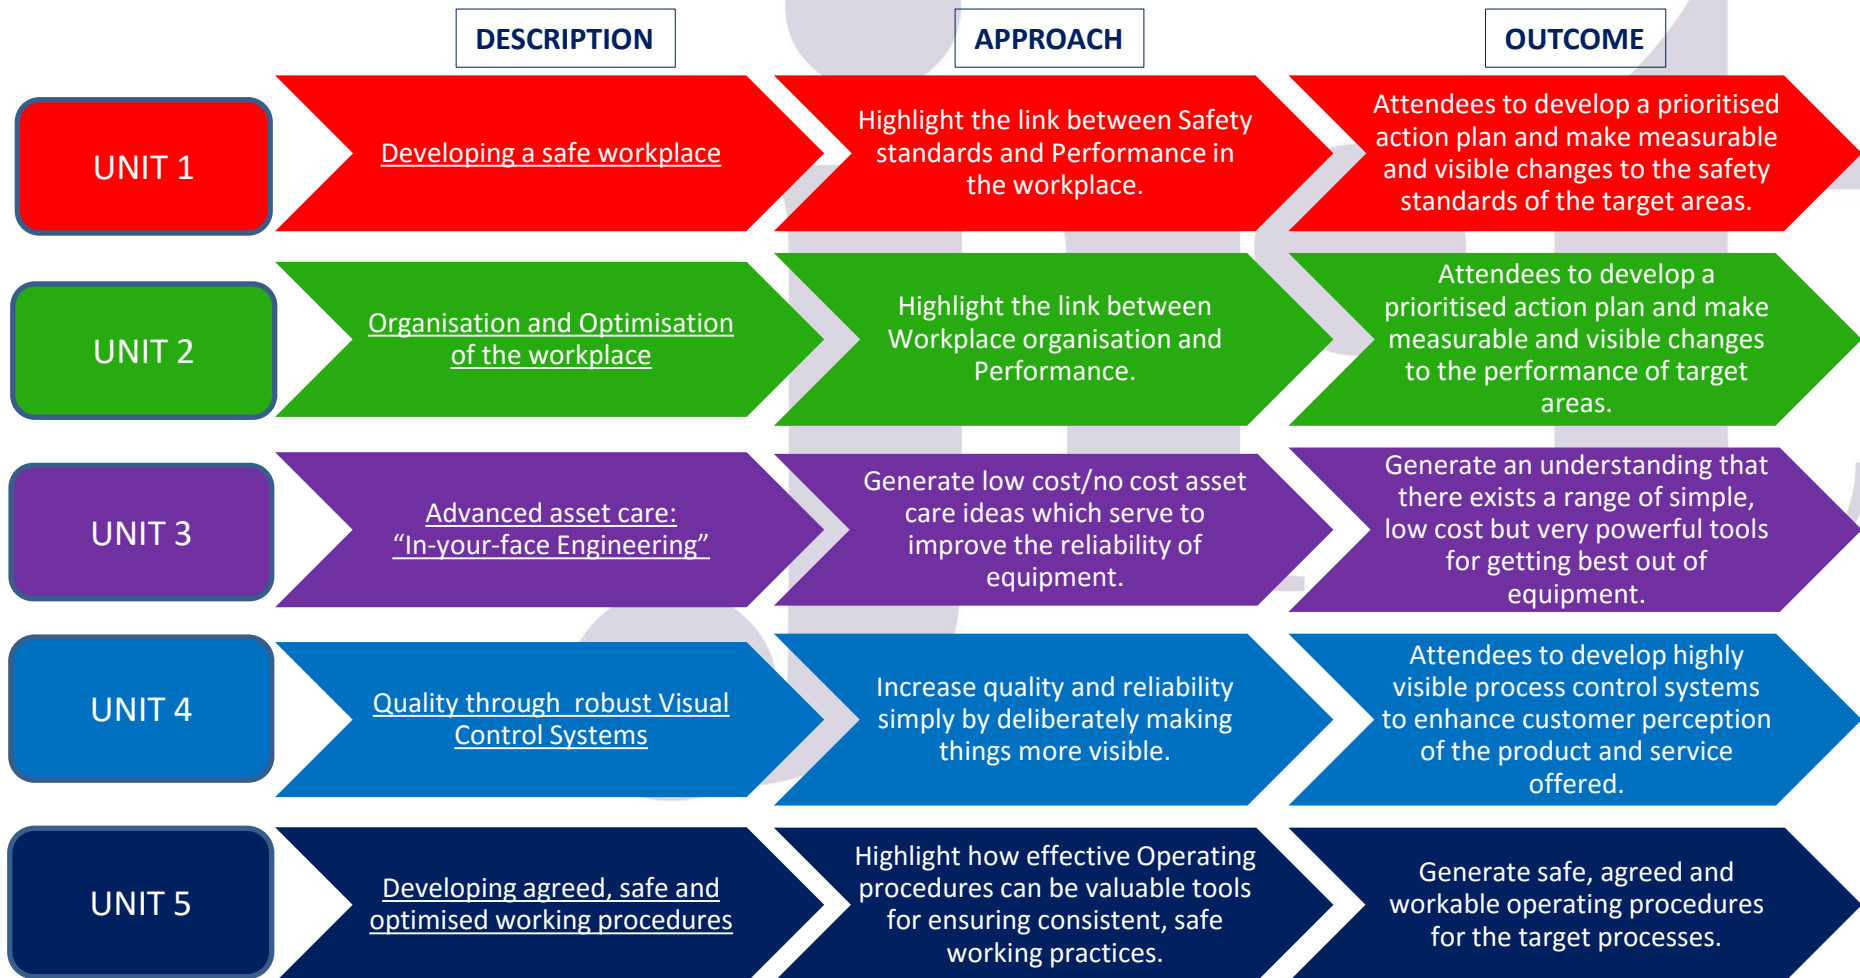 DESCRIPTION
APPROACH
OUTCOME
UNIT 1
Developing a safe workplace
Highlight the link between Safety
standards and Performance in
the workplace.
Attendees to develop a prioritised
action plan and make measurable
and visible changes to the safety
standards of the target areas.
UNIT 2
Organisation and Optimisation
of the workplace
Highlight the link between
Workplace organisation and
Performance.
Attendees to develop a
prioritised action plan and make
measurable and visible changes
to the performance of target
areas.
UNIT 3
Advanced asset care:
“In-your-face Engineering”
Generate low cost/no cost asset
care ideas which serve to
improve the reliability of
equipment.
Generate an understanding that
there exists a range of simple,
low cost but very powerful tools
for getting best out of
equipment.
UNIT 4
Quality through robust Visual
Control Systems
Increase quality and reliability
simply by deliberately making
things more visible.
Attendees to develop highly
visible process control systems
to enhance customer perception
of the product and service
offered.
UNIT 5
Developing agreed, safe and
optimised working procedures
Highlight how effective Operating
procedures can be valuable tools
for ensuring consistent, safe
working practices.
Generate safe, agreed and
workable operating procedures
for the target processes.